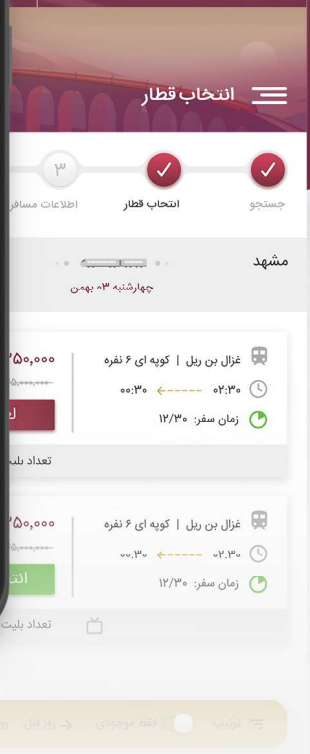 انتخاب قطار
جستجو
انتخاب قطار
۳
اطلاعات مسافر
مشهد
چهارشنبه ۰۳ بهمن
غزال بن ریل | کوپه ای ۶ نفره
۰۲:۳۰ ۰۰:۳۰
زمان سفر: ۱۲/۳۰
۵۰,۰۰۰
تعداد بلیت
غزال بن ریل | کوپه ای ۶ نفره
۰۲:۳۰ ۰۰:۳۰
زمان سفر: ۱۲/۳۰
۵۰,۰۰۰
انت
تعداد بلیت
ترتیب
فقط موجودی
روز قبل